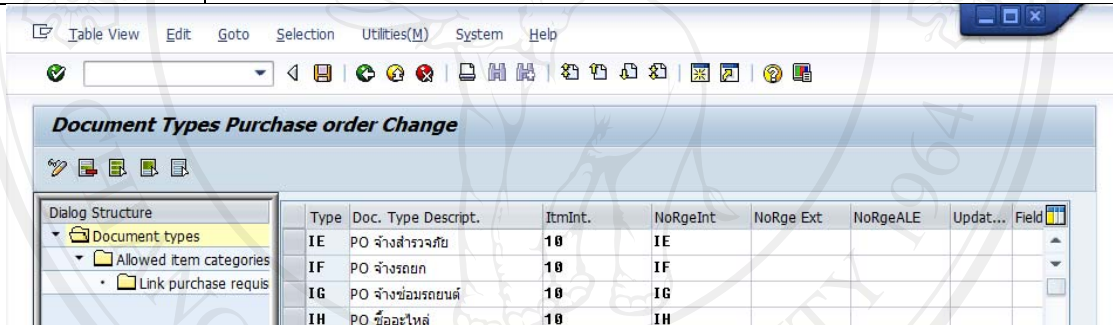 Table View Edit Goto Selection Utilities(M) System Help
Document Types Purchase order Change
Dialog Structure
Document types
Allowed item categories
Link purchase requis
Type Doc. Type Descript. ItmInt. NoRgeInt NoRge Ext NoRgeALE Updat... Field
IE PO จ้างสำรวจภัย 10 IE
IF PO จ้างรถยก 10 IF
IG PO จ้างซ่อมรถยนต์ 10 IG
IH PO ซื้ออะไหล่ 10 IH